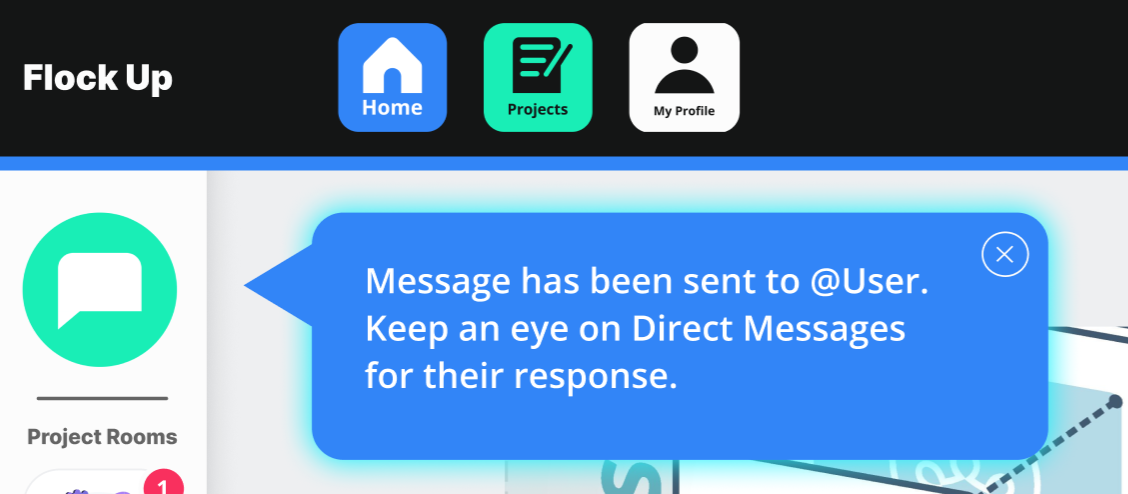 Flock Up
Home
Projects
My Profile
Message has been sent to @User.
Keep an eye on Direct Messages
for their response.
Project Rooms
1
S